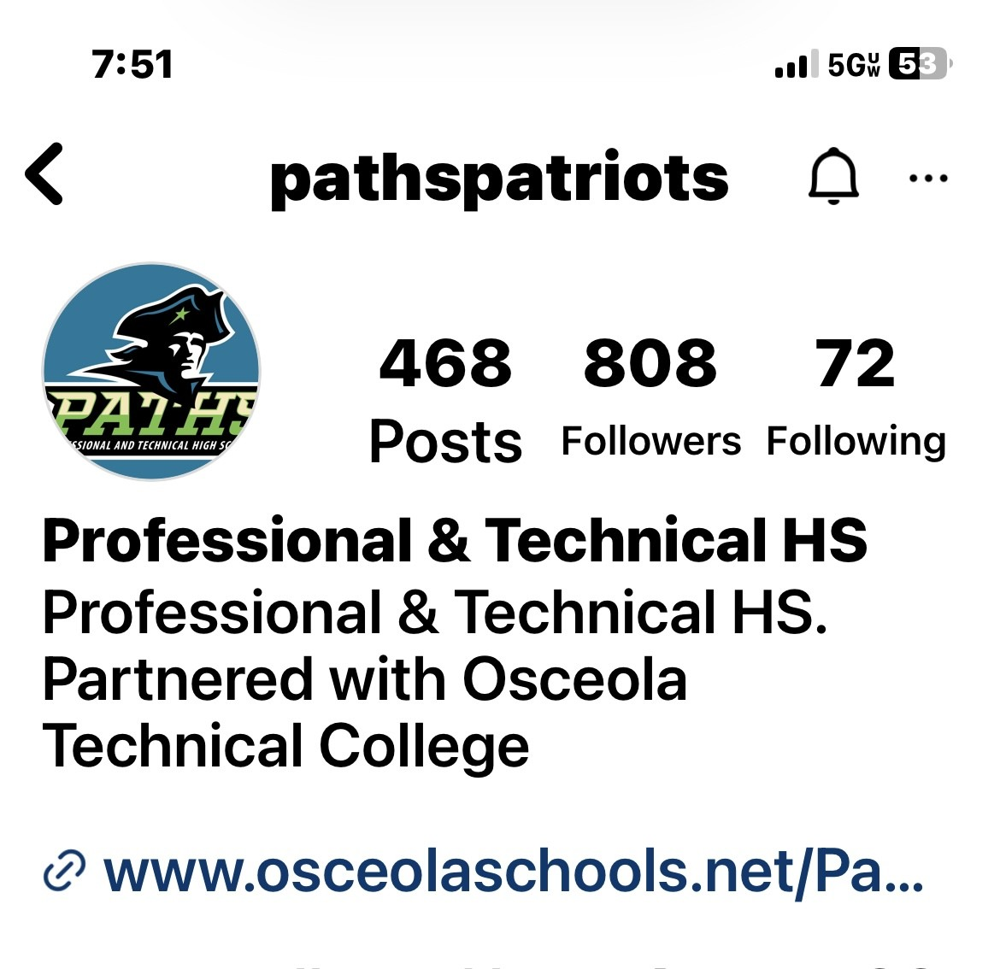 7:51 5GUW 53
pathspatriots
PATHS
SSIONAL AND TECHNICAL HIGH SC
468 808 72
Posts Followers Following
Professional & Technical HS
Professional & Technical HS.
Partnered with Osceola
Technical College
www.osceolaschools.net/Pa...